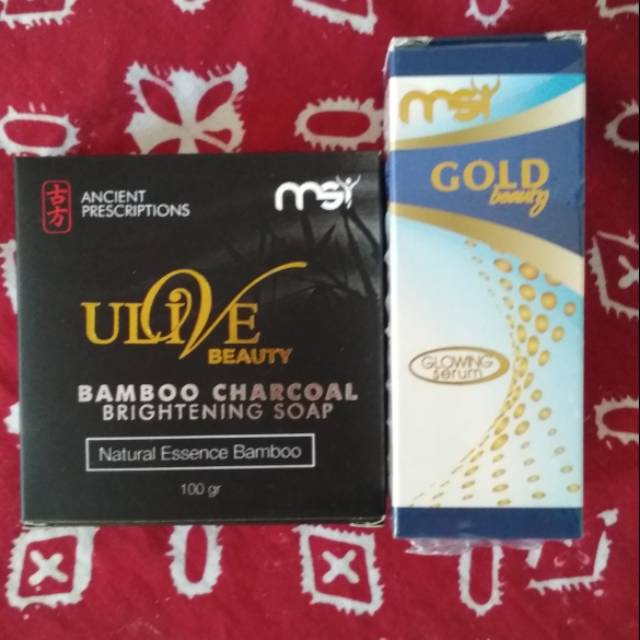 古方
ANCIENT
PRESCRIPTIONS
msi
ULIVE
BEAUTY
BAMBOO CHARCOAL
BRIGHTENING SOAP
Natural Essence Bamboo
100 gr
msi
GOLD
beauty
GLOWING
serum